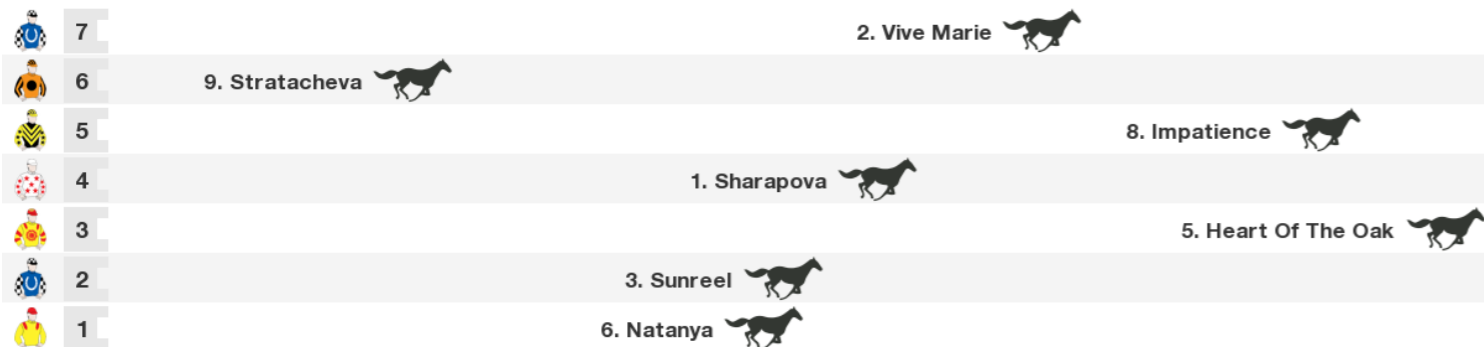 7 2. Vive Marie
6 9. Stratacheva
5 8. Impatience
4 1. Sharapova
3 5. Heart Of The Oak
2 3. Sunreel
1 6. Natanya